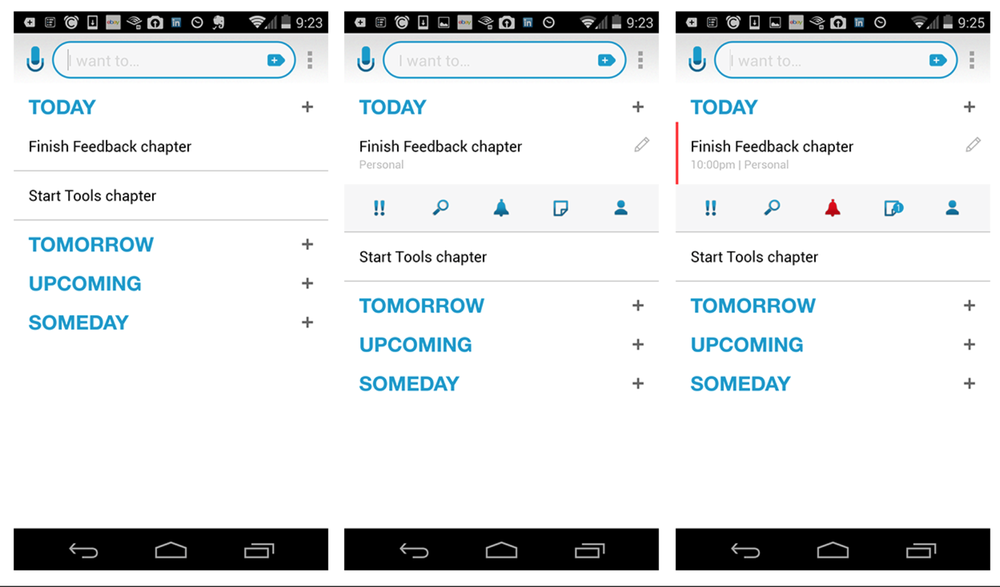 9:23
I want to...
TODAY
Finish Feedback chapter
Start Tools chapter
TOMORROW
UPCOMING
SOMEDAY
9:23
I want to...
TODAY
Finish Feedback chapter
Personal
!!
Start Tools chapter
TOMORROW
UPCOMING
SOMEDAY
9:25
I want to...
TODAY
Finish Feedback chapter
10:00pm | Personal
!!
1
Start Tools chapter
TOMORROW
UPCOMING
SOMEDAY